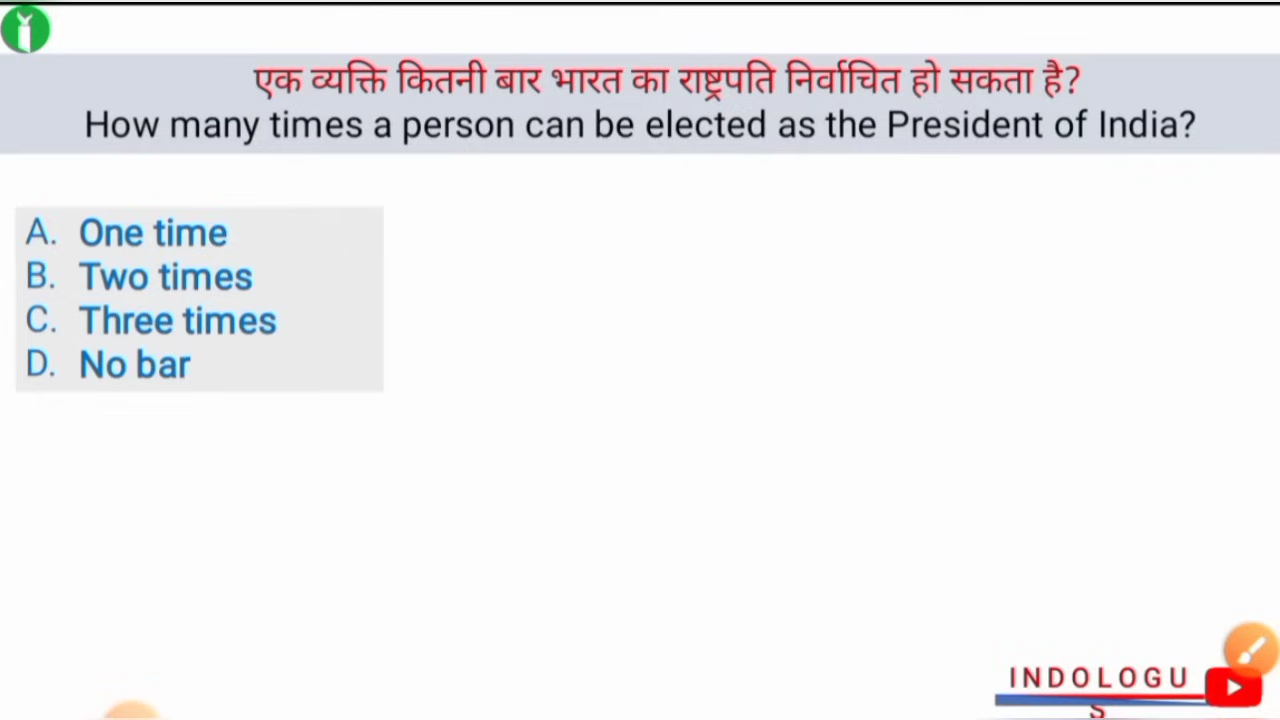 एक व्यक्ति कितनी बार भारत का राष्ट्रपति निर्वाचित हो सकता है?
How many times a person can be elected as the President of India?
A. One time
B. Two times
C. Three times
D. No bar
INDOLOGU
S